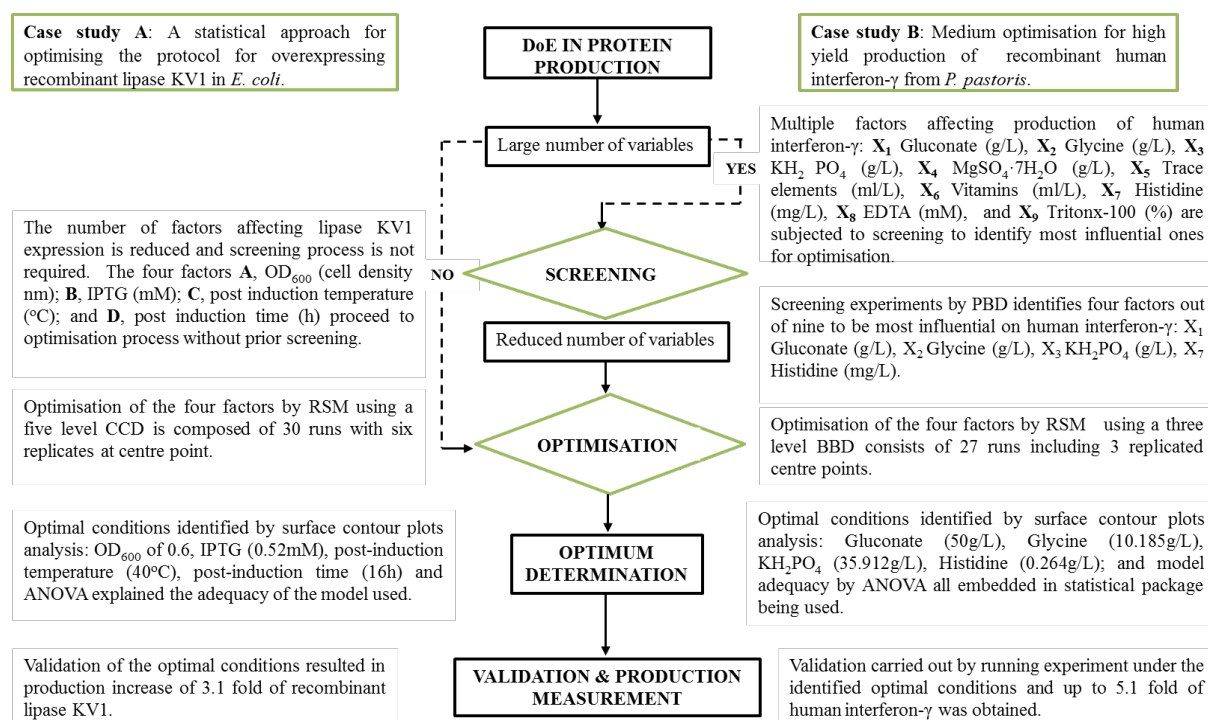 Case study A: A statistical approach for
optimising the protocol for overexpressing
recombinant lipase KV1 in E. coli.
DoE IN PROTEIN
PRODUCTION
Case study B: Medium optimisation for high
yield production of recombinant human
interferon-γ from P. pastoris.
Large number of variables
YES
Multiple factors affecting production of human
interferon-γ: X₁ Gluconate (g/L), X₂ Glycine (g/L), X₃
KH₂ PO₄ (g/L), X₄ MgSO₄·7H₂O (g/L), X₅ Trace
elements (ml/L), X₆ Vitamins (ml/L), X₇ Histidine
(mg/L), X₈ EDTA (mM), and X₉ Tritonx-100 (%) are
subjected to screening to identify most influential ones
for optimisation.
The number of factors affecting lipase KV1
expression is reduced and screening process is not
required. The four factors A, OD₆₀₀ (cell density
nm); B, IPTG (mM); C, post induction temperature
(°C); and D, post induction time (h) proceed to
optimisation process without prior screening.
NO
SCREENING
Reduced number of variables
Screening experiments by PBD identifies four factors out
of nine to be most influential on human interferon-γ: X₁
Gluconate (g/L), X₂ Glycine (g/L), X₃ KH₂PO₄ (g/L), X₇
Histidine (mg/L).
Optimisation of the four factors by RSM using a
five level CCD is composed of 30 runs with six
replicates at centre point.
OPTIMISATION
Optimisation of the four factors by RSM using a three
level BBD consists of 27 runs including 3 replicated
centre points.
Optimal conditions identified by surface contour plots
analysis: OD₆₀₀ of 0.6, IPTG (0.52mM), post-induction
temperature (40°C), post-induction time (16h) and
ANOVA explained the adequacy of the model used.
OPTIMUM
DETERMINATION
Optimal conditions identified by surface contour plots
analysis: Gluconate (50g/L), Glycine (10.185g/L),
KH₂PO₄ (35.912g/L), Histidine (0.264g/L); and model
adequacy by ANOVA all embedded in statistical package
being used.
Validation of the optimal conditions resulted in
production increase of 3.1 fold of recombinant
lipase KV1.
VALIDATION & PRODUCTION
MEASUREMENT
Validation carried out by running experiment under the
identified optimal conditions and up to 5.1 fold of
human interferon-γ was obtained.